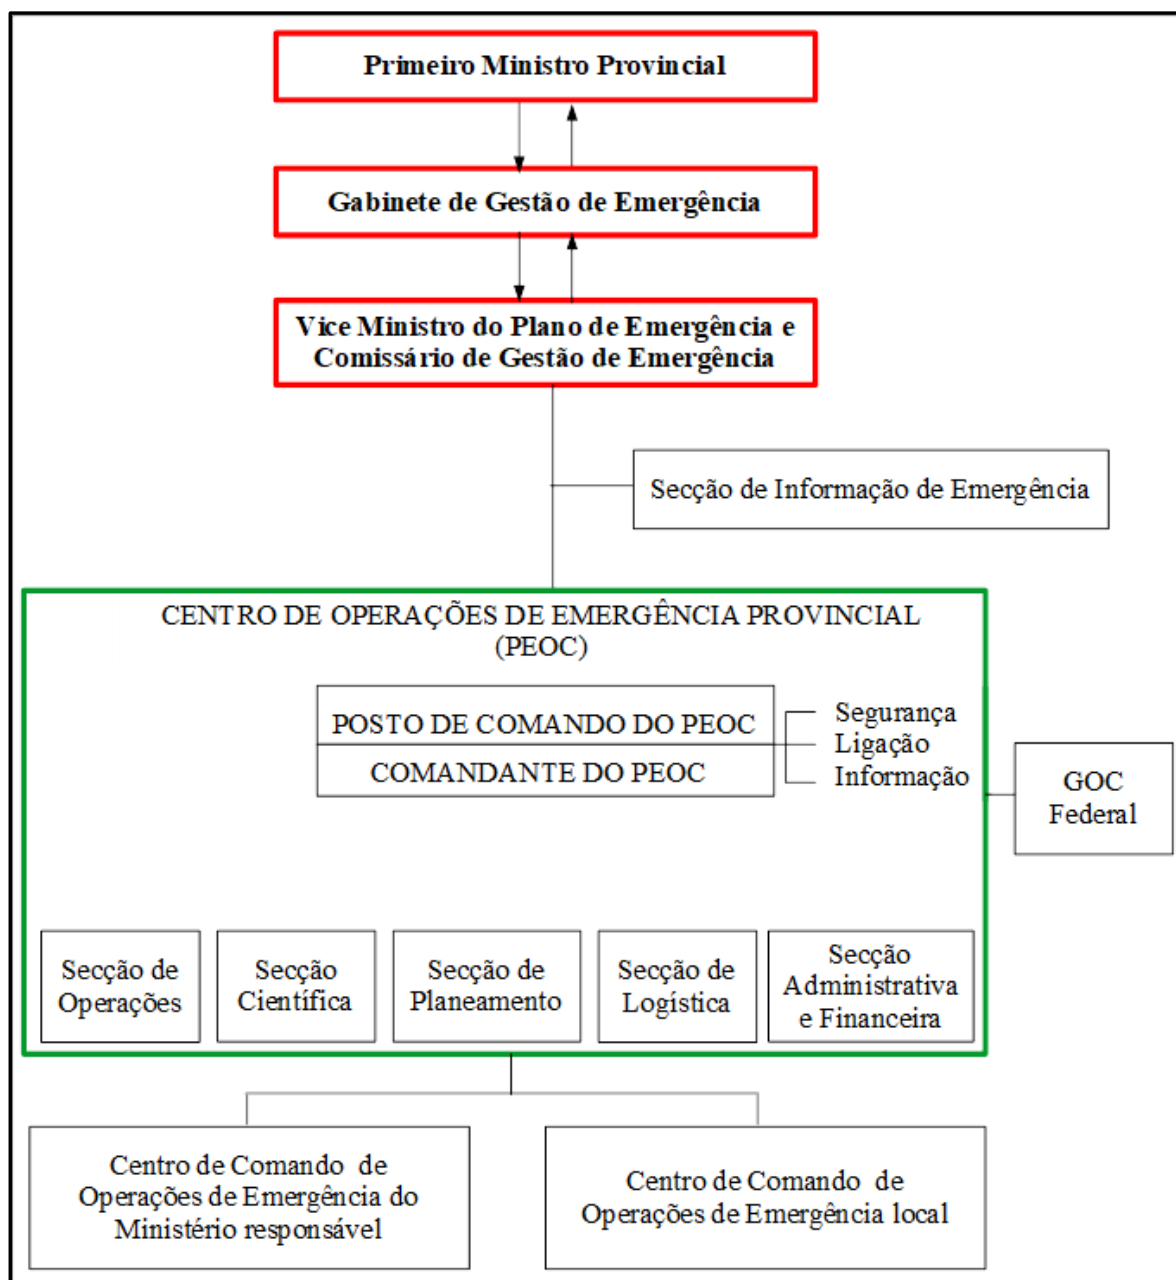 Primeiro Ministro Provincial
Gabinete de Gestão de Emergência
Vice Ministro do Plano de Emergência e
Comissário de Gestão de Emergência
Secção de Informação de Emergência
CENTRO DE OPERAÇÕES DE EMERGÊNCIA PROVINCIAL
(PEOC)
POSTO DE COMANDO DO PEOC
COMANDANTE DO PEOC
Segurança
Ligação
Informação
GOC
Federal
Secção de
Operações
Secção
Científica
Secção de
Planeamento
Secção de
Logística
Secção
Administrativa
e Financeira
Centro de Comando de
Operações de Emergência do
Ministério responsável
Centro de Comando de
Operações de Emergência local